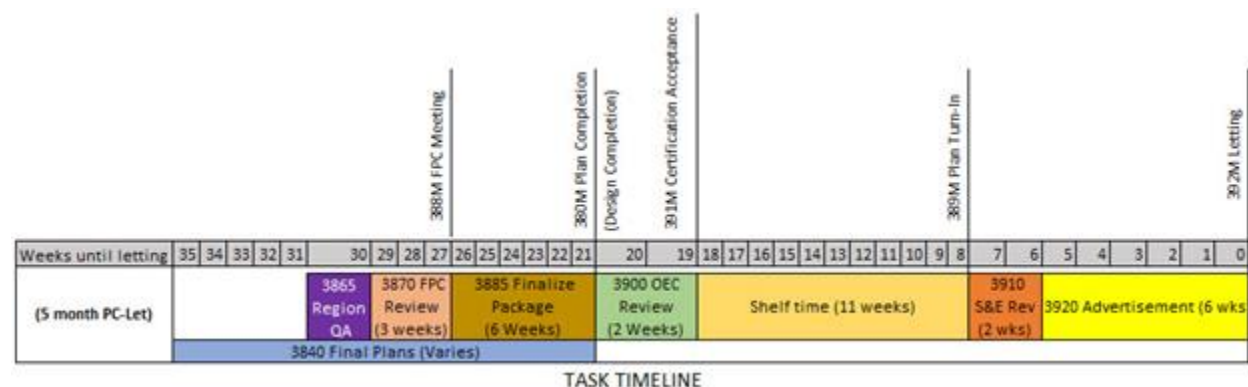 388M FPC Meeting
380M Plan Completion
(Design Completion)
391M Certification Acceptance
389M Plan Turn-In
392M Letting
Weeks until letting 35 34 33 32 31 30 29 28 27 26 25 24 23 22 21 20 19 18 17 16 15 14 13 12 11 10 9 8 7 6 5 4 3 2 1 0
(5 month PC-Let)
3865
Region
QA
3870 FPC
Review
(3 weeks)
3885 Finalize
Package
(6 Weeks)
3900 OEC
Review
(2 Weeks)
Shelf time (11 weeks)
3910
S&E Rev
(2 wks)
3920 Advertisement (6 wks
3840 Final Plans (Varies)
TASK TIMELINE